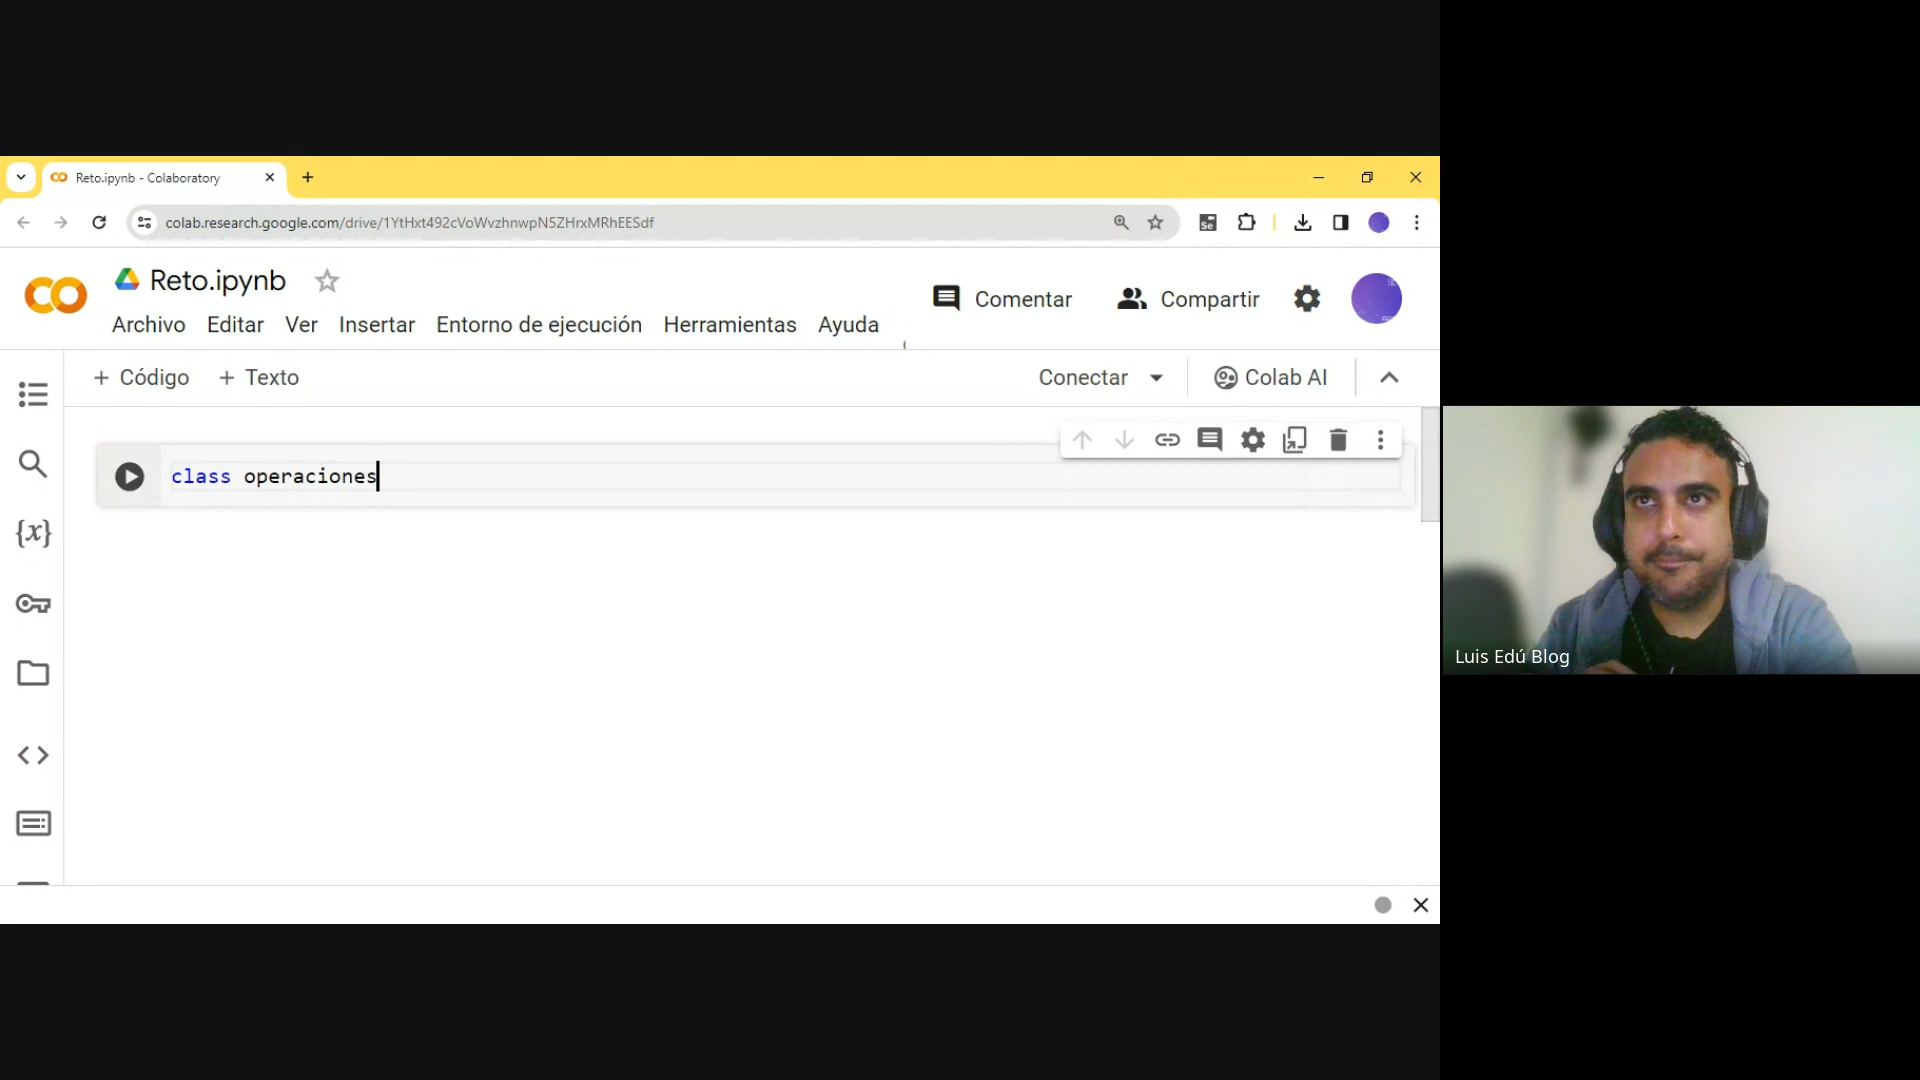 Reto.ipynb - Colaboratory
colab.research.google.com/drive/1YtHxt492cVoWvzhnwpN5ZHrxMRhEESdf
Se
CO
Reto.ipynb
Comentar
Compartir
Archivo Editar Ver Insertar Entorno de ejecución Herramientas Ayuda
+ Código + Texto
Conectar
Colab AI
class operaciones
{x}
Luis Edú Blog